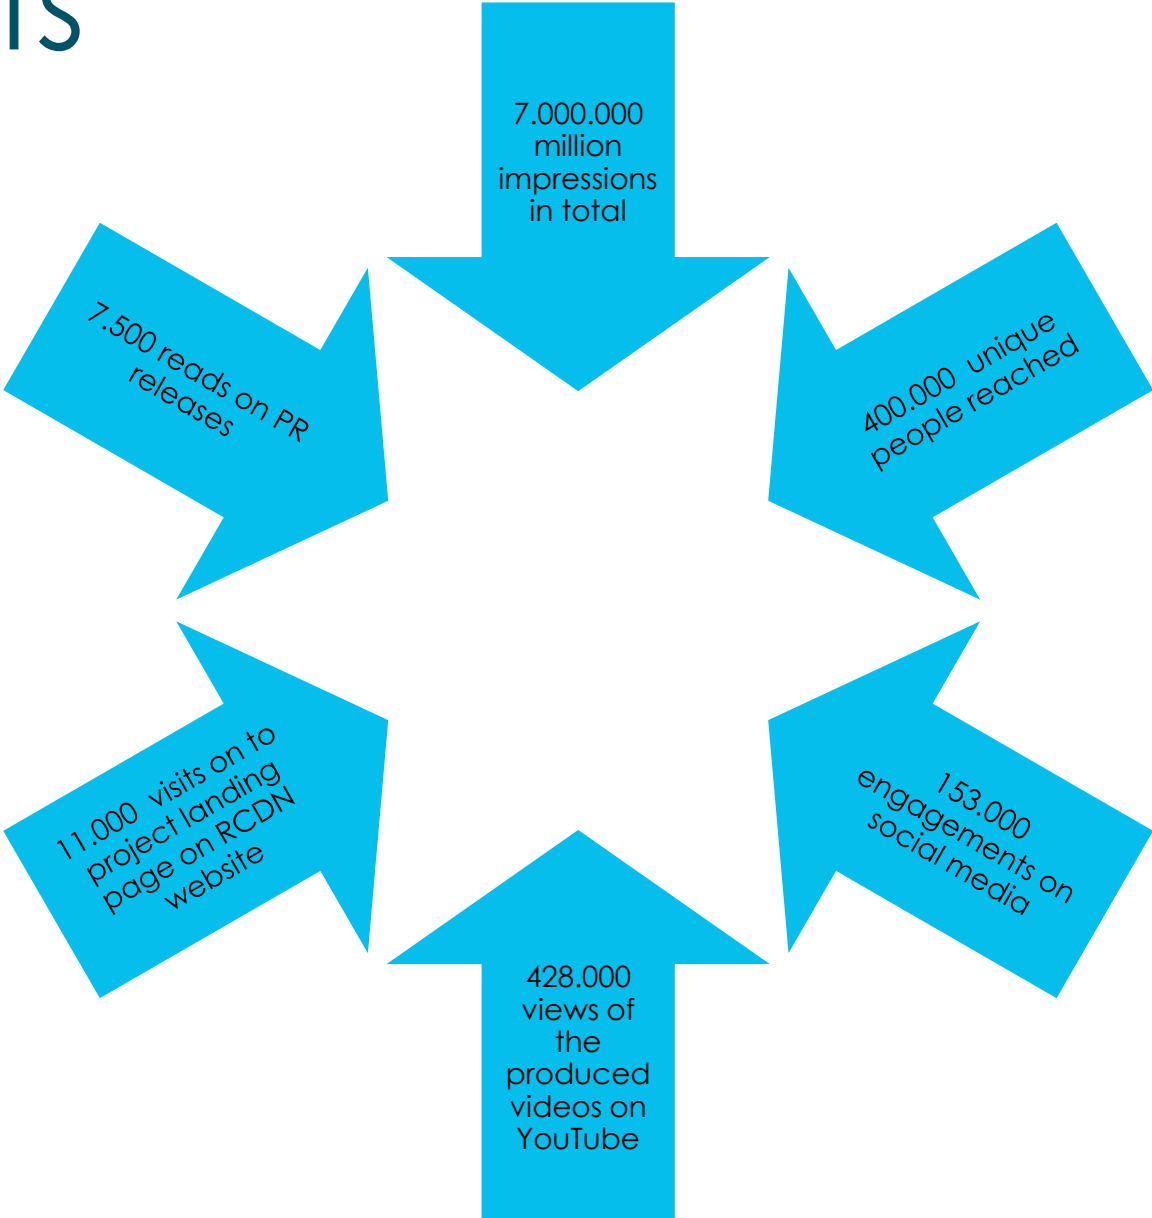 TS
7.000.000
million
impressions
in total
400.000  unique
people reached
153.000
engagements on
social media
428.000
views of
the
produced
videos on
YouTube
11.000  visits on to
project landing
page on RCDN
website
7.500 reads on PR
releases